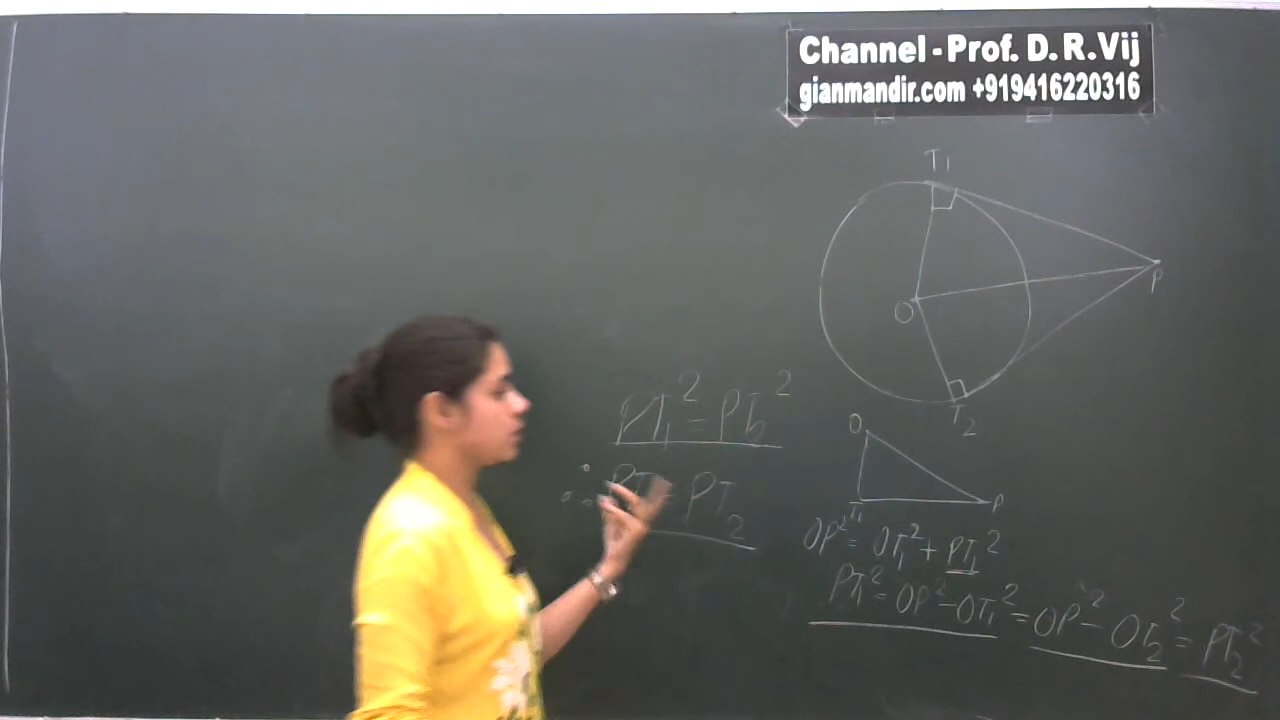 Channel - Prof. D. R. Vij
gianmandir.com +919416220316
T₁
P
O
T₂
PT₁² = PT₂²
∴ PT₁ = PT₂
O
T₁ P
OP² = OT₁² + PT₁²
PT₁² = OP² - OT₁² = OP² - OT₂² = PT₂²